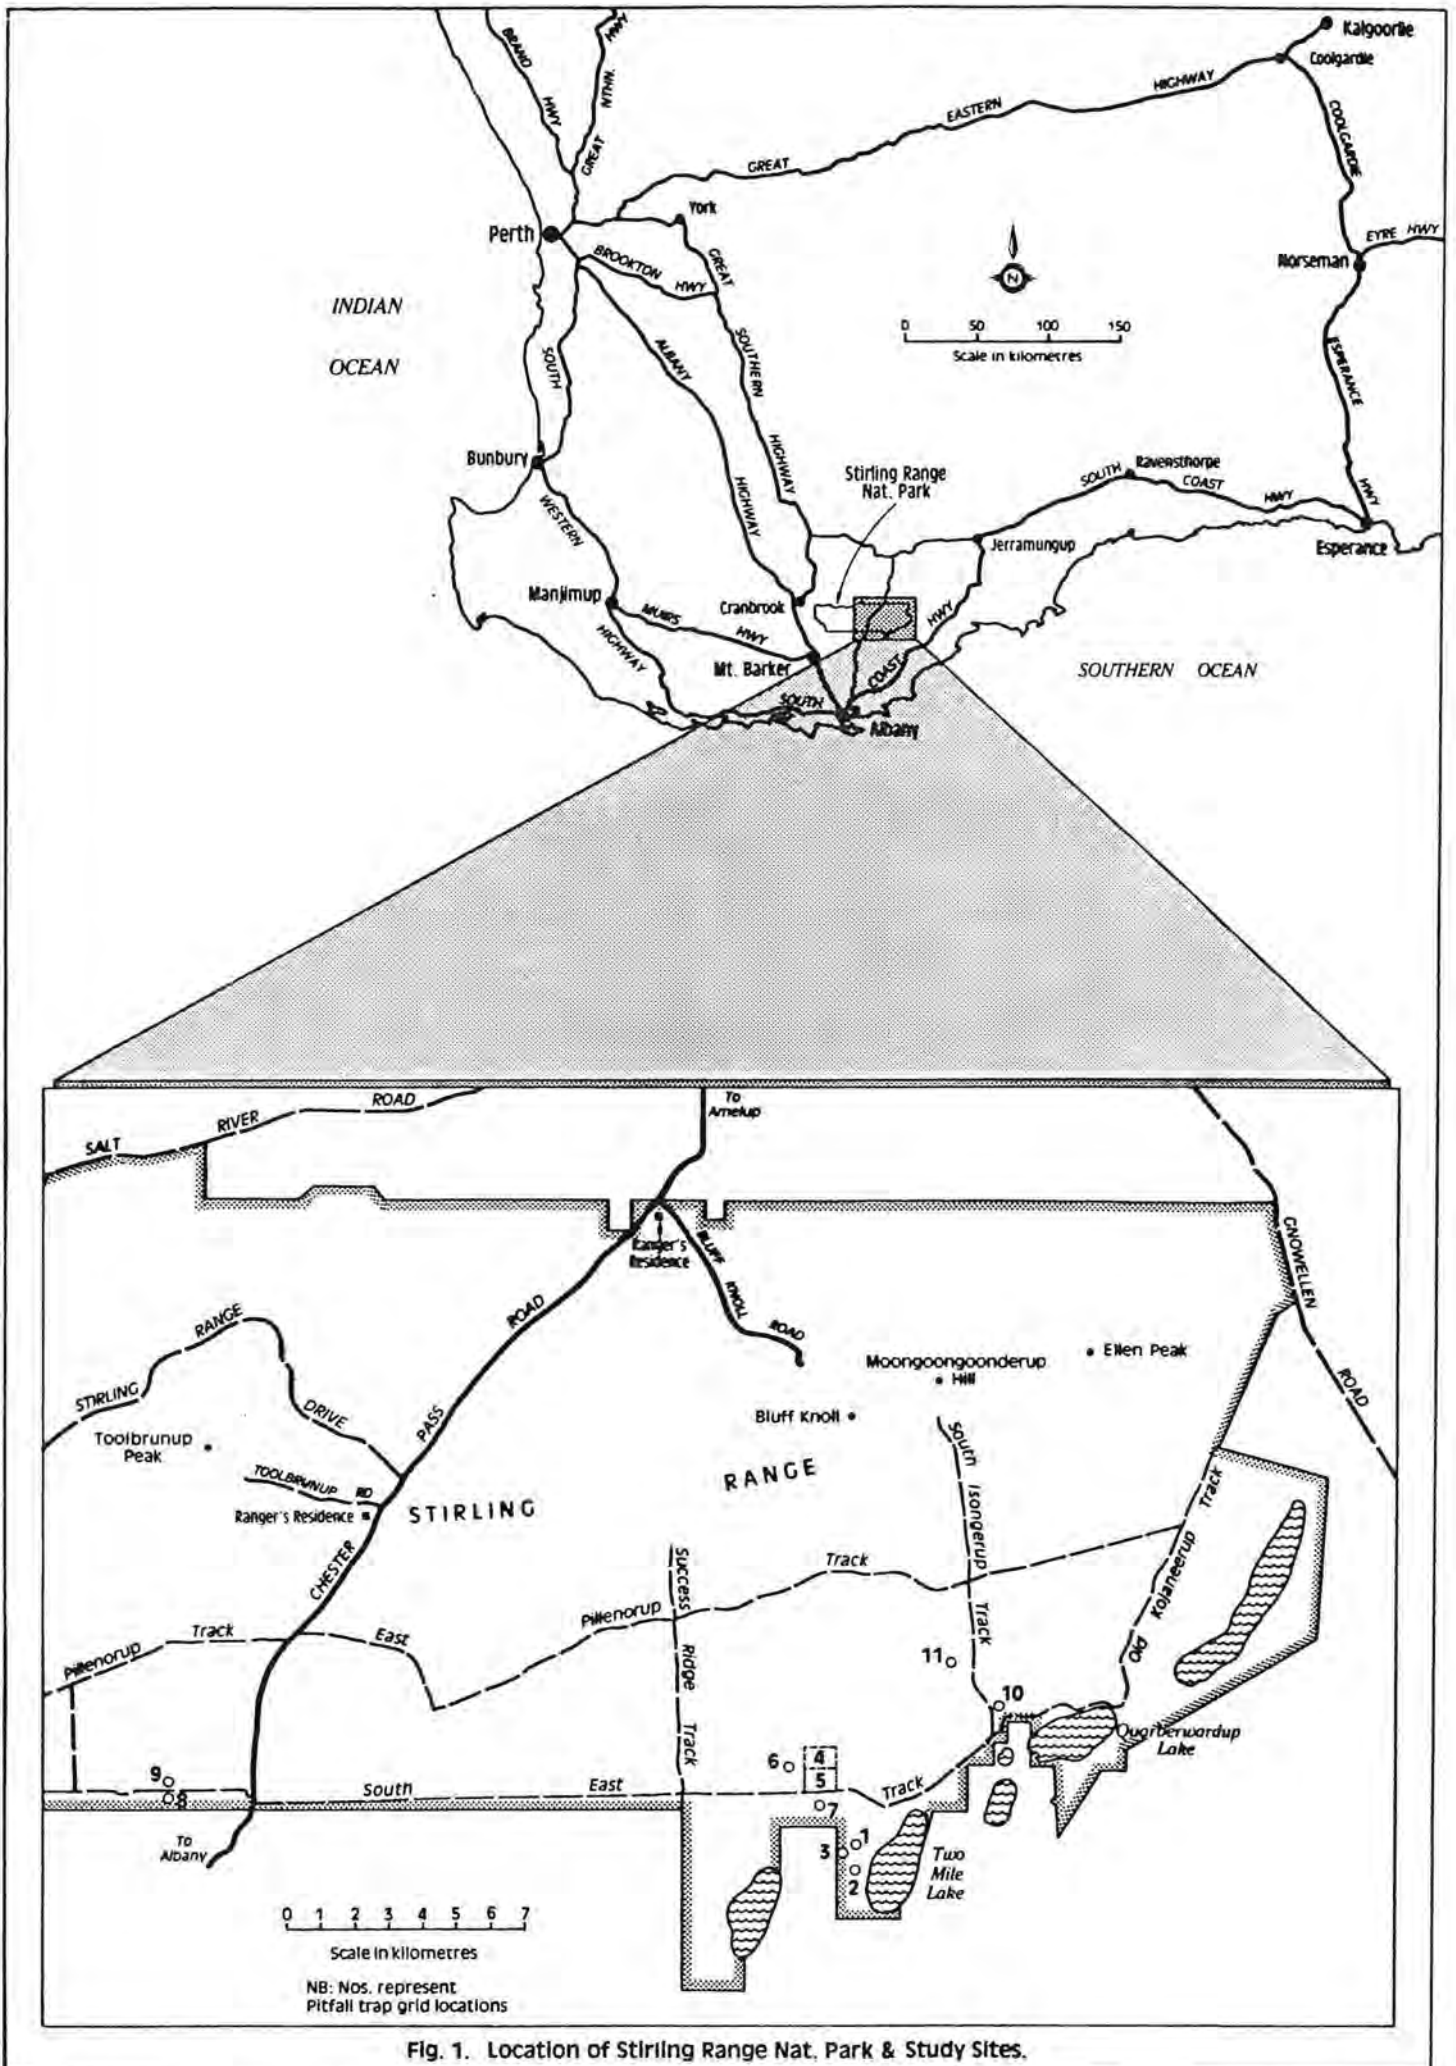 BRAND
HWY
GREAT
NTHN.
HWY
Kalgoorlie
Coolgardie
GREAT
EASTERN
HIGHWAY
COOLGARDIE
York
Perth
BROOKTON
HWY
GREAT
SOUTHERN
HIGHWAY
EYRE HWY
Norseman
N
INDIAN
OCEAN
0 50 100 150
Scale in kilometres
SOUTH
ALBANY
HIGHWAY
ESPERANCE
HWY
Bunbury
WESTERN
HIGHWAY
Stirling Range
Nat. Park
SOUTH
Ravensthorpe
COAST
HWY
Jerramungup
Esperance
Manjimup
MUIRS
HWY
Cranbrook
HWY
Mt. Barker
COAST
SOUTH
Albany
SOUTHERN OCEAN
To
Amelup
SALT
RIVER
ROAD
Ranger's
Residence
BLUFF
KNOLL
ROAD
GNOWELLEN
ROAD
STIRLING
RANGE
DRIVE
PASS
ROAD
Moongoongoonderup
Hill
Ellen Peak
Toolbrunup
Peak
Bluff Knoll
TOOLBRUNUP RD
Ranger's Residence
STIRLING
RANGE
South
Isongerup
Track
Old
Kojaneerup
Track
CHESTER
Success
Ridge
Track
Pillenorup
Track
East
Pillenorup
Track
11
10
Quarderwardup
Lake
9
8
South
East
Track
6
4
5
7
1
3
2
Two
Mile
Lake
To
Albany
0 1 2 3 4 5 6 7
Scale in kilometres
NB: Nos. represent
Pitfall trap grid locations
Fig. 1. Location of Stirling Range Nat. Park & Study Sites.